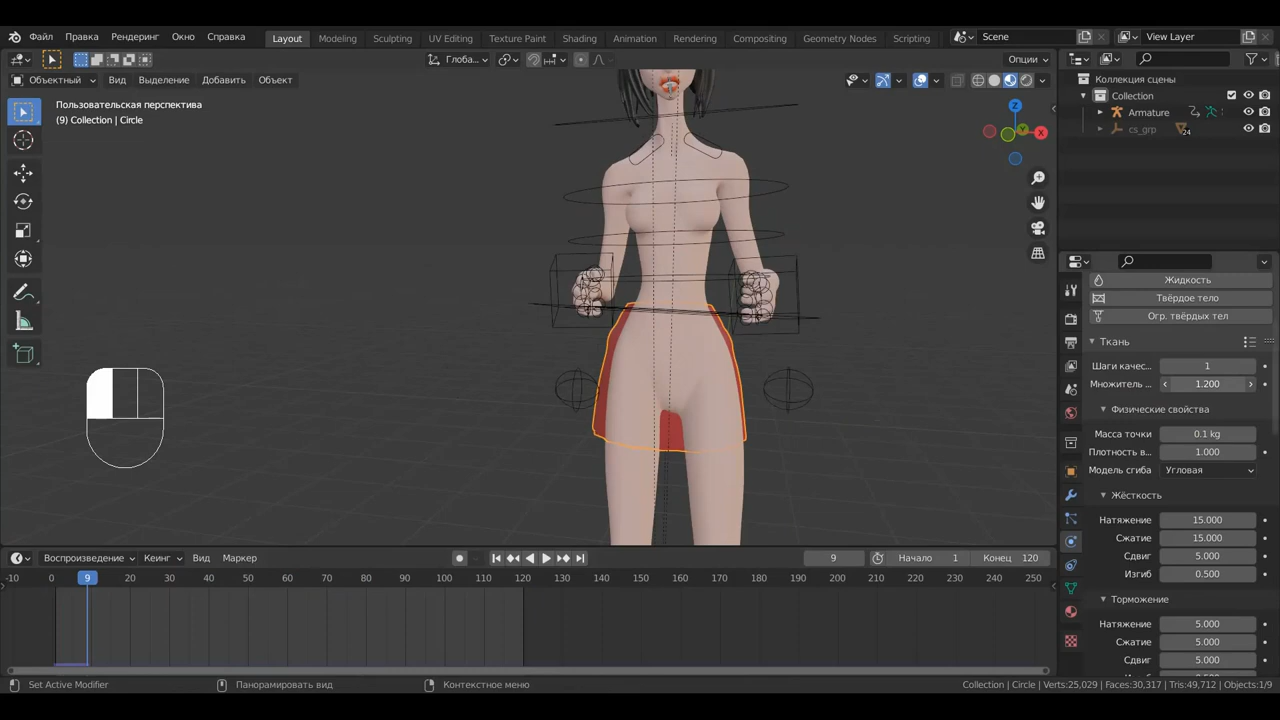 Файл Правка Рендеринг Окно Справка Layout Modeling Sculpting UV Editing Texture Paint Shading Animation Rendering Compositing Geometry Nodes Scripting Scene View Layer
Глоба... Опции
Объектный Вид Выделение Добавить Объект
Пользовательская перспектива
(9) Collection | Circle
Z
Y
X
Коллекция сцены
Collection
Armature
cs_grp 24
Жидкость
Твёрдое тело
Огр. твёрдых тел
Ткань
Шаги качес... 1
Множитель ... 1.200
Физические свойства
Масса точки 0.1 kg
Плотность в... 1.000
Модель сгиба Угловая
Жёсткость
Натяжение 15.000
Сжатие 15.000
Сдвиг 5.000
Изгиб 0.500
Торможение
Натяжение 5.000
Сжатие 5.000
Сдвиг 5.000
Воспроизведение Кеинг Вид Маркер 9 Начало 1 Конец 120
-10 0 9 20 30 40 50 60 70 80 90 100 110 120 130 140 150 160 170 180 190 200 210 220 230 240 250
Set Active Modifier Панорамировать вид Контекстное меню Collection | Circle Verts:25,029 | Faces:30,317 | Tris:49,712 | Objects:1/9